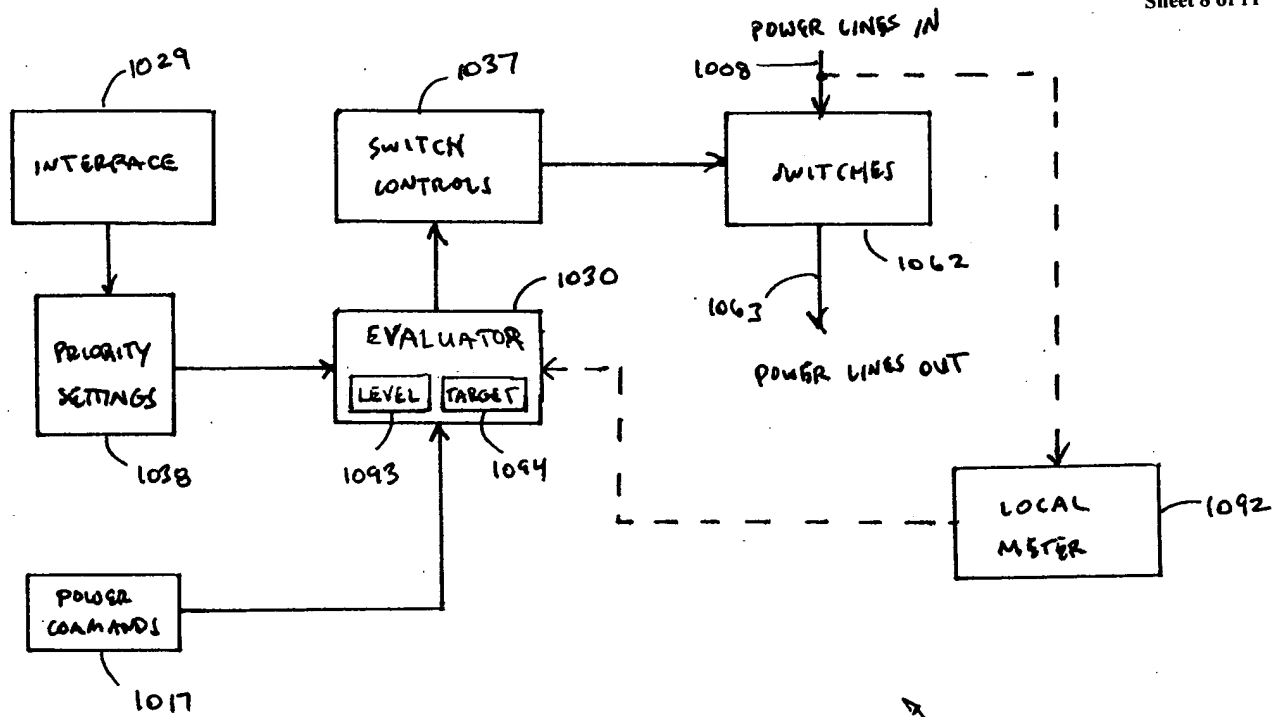 Sheet 8 of 11
POWER LINES IN
1029
1037
1008
INTERFACE
SWITCH
CONTROLS
SWITCHES
1062
1030
1063
PRIORITY
SETTINGS
EVALUATOR
LEVEL
TARGET
POWER LINES OUT
1038
1093
1094
LOCAL
METER
1092
POWER
COMMANDS
1017